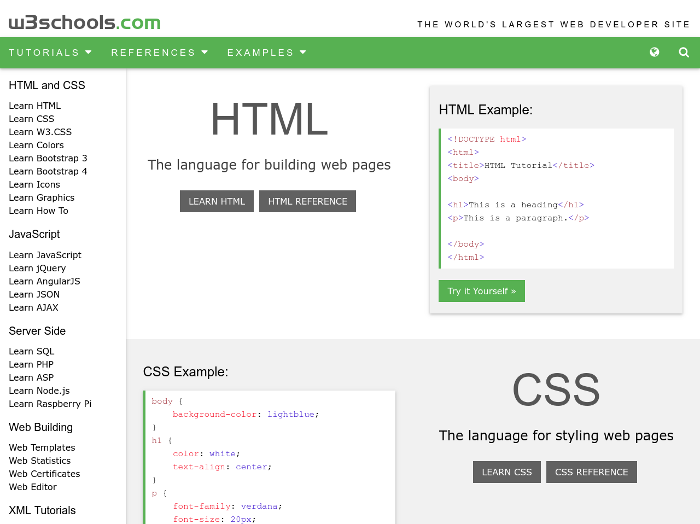 w3schools.com
THE WORLD'S LARGEST WEB DEVELOPER SITE
TUTORIALS REFERENCES EXAMPLES
HTML and CSS
Learn HTML
Learn CSS
Learn W3.CSS
Learn Colors
Learn Bootstrap 3
Learn Bootstrap 4
Learn Icons
Learn Graphics
Learn How To
JavaScript
Learn JavaScript
Learn jQuery
Learn AngularJS
Learn JSON
Learn AJAX
Server Side
Learn SQL
Learn PHP
Learn ASP
Learn Node.js
Learn Raspberry Pi
Web Building
Web Templates
Web Statistics
Web Certificates
Web Editor
XML Tutorials
HTML
The language for building web pages
LEARN HTML HTML REFERENCE
HTML Example:
<!DOCTYPE html>
<html>
<title>HTML Tutorial</title>
<body>
<h1>This is a heading</h1>
<p>This is a paragraph.</p>
</body>
</html>
Try it Yourself »
CSS Example:
body {
background-color: lightblue;
}
h1 {
color: white;
text-align: center;
}
p {
font-family: verdana;
font-size: 20px;
CSS
The language for styling web pages
LEARN CSS CSS REFERENCE